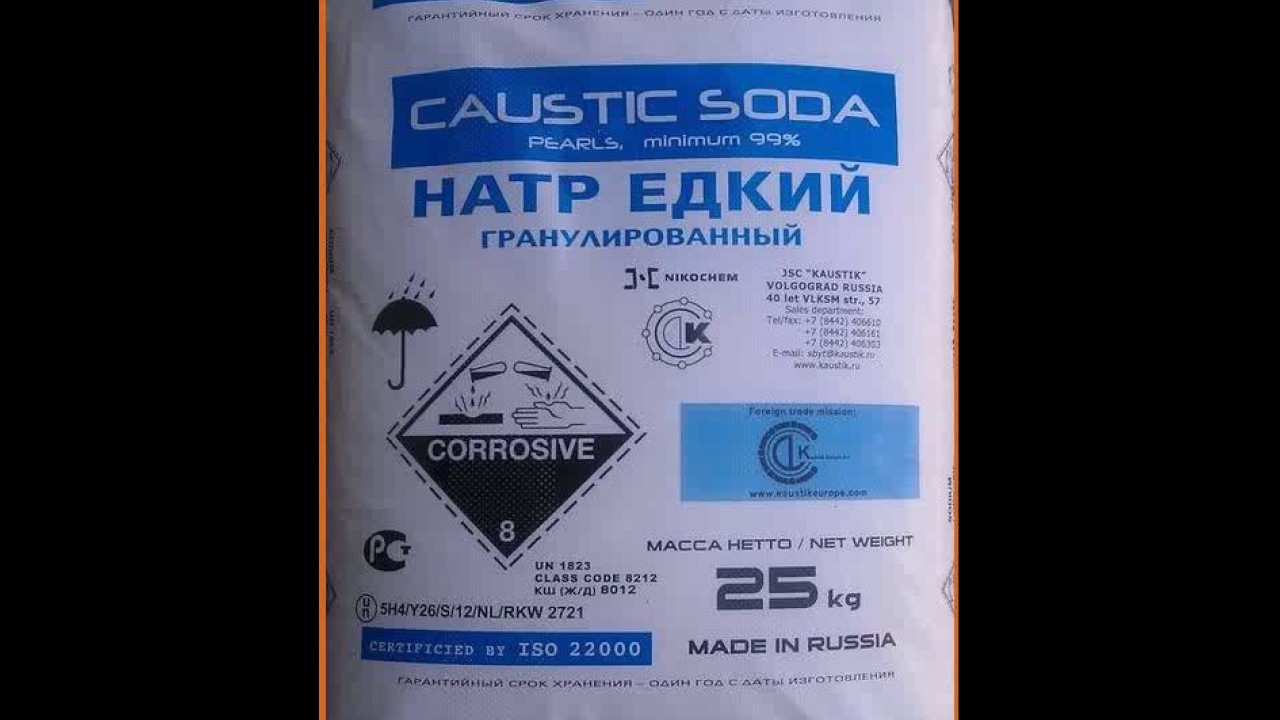 ГАРАНТИЙНЫЙ СРОК ХРАНЕНИЯ – ОДИН ГОД С ДАТЫ ИЗГОТОВЛЕНИЯ
CAUSTIC SODA
PEARLS, minimum 99%
НАТР ЕДКИЙ
ГРАНУЛИРОВАННЫЙ
NIKOCHEM
JSC "KAUSTIK"
VOLGOGRAD RUSSIA
40 let VLKSM str., 57
Sales department:
Tel/fax: +7 (8442) 406610
+7 (8442) 406161
+7 (8442) 406303
E-mail: sbyt@kaustik.ru
www.kaustik.ru
K
Foreign trade mission:
K
www.kaustikeurope.com
CORROSIVE
8
РСТ
UN 1823
CLASS CODE 8212
КШ (Ж/Д) 8012
un 5H4/Y26/S/12/NL/RKW 2721
CERTIFICIED BY ISO 22000
МАССА НЕТТО / NET WEIGHT
25 kg
MADE IN RUSSIA
ГАРАНТИЙНЫЙ СРОК ХРАНЕНИЯ – ОДИН ГОД С ДАТЫ ИЗГОТОВЛЕНИЯ